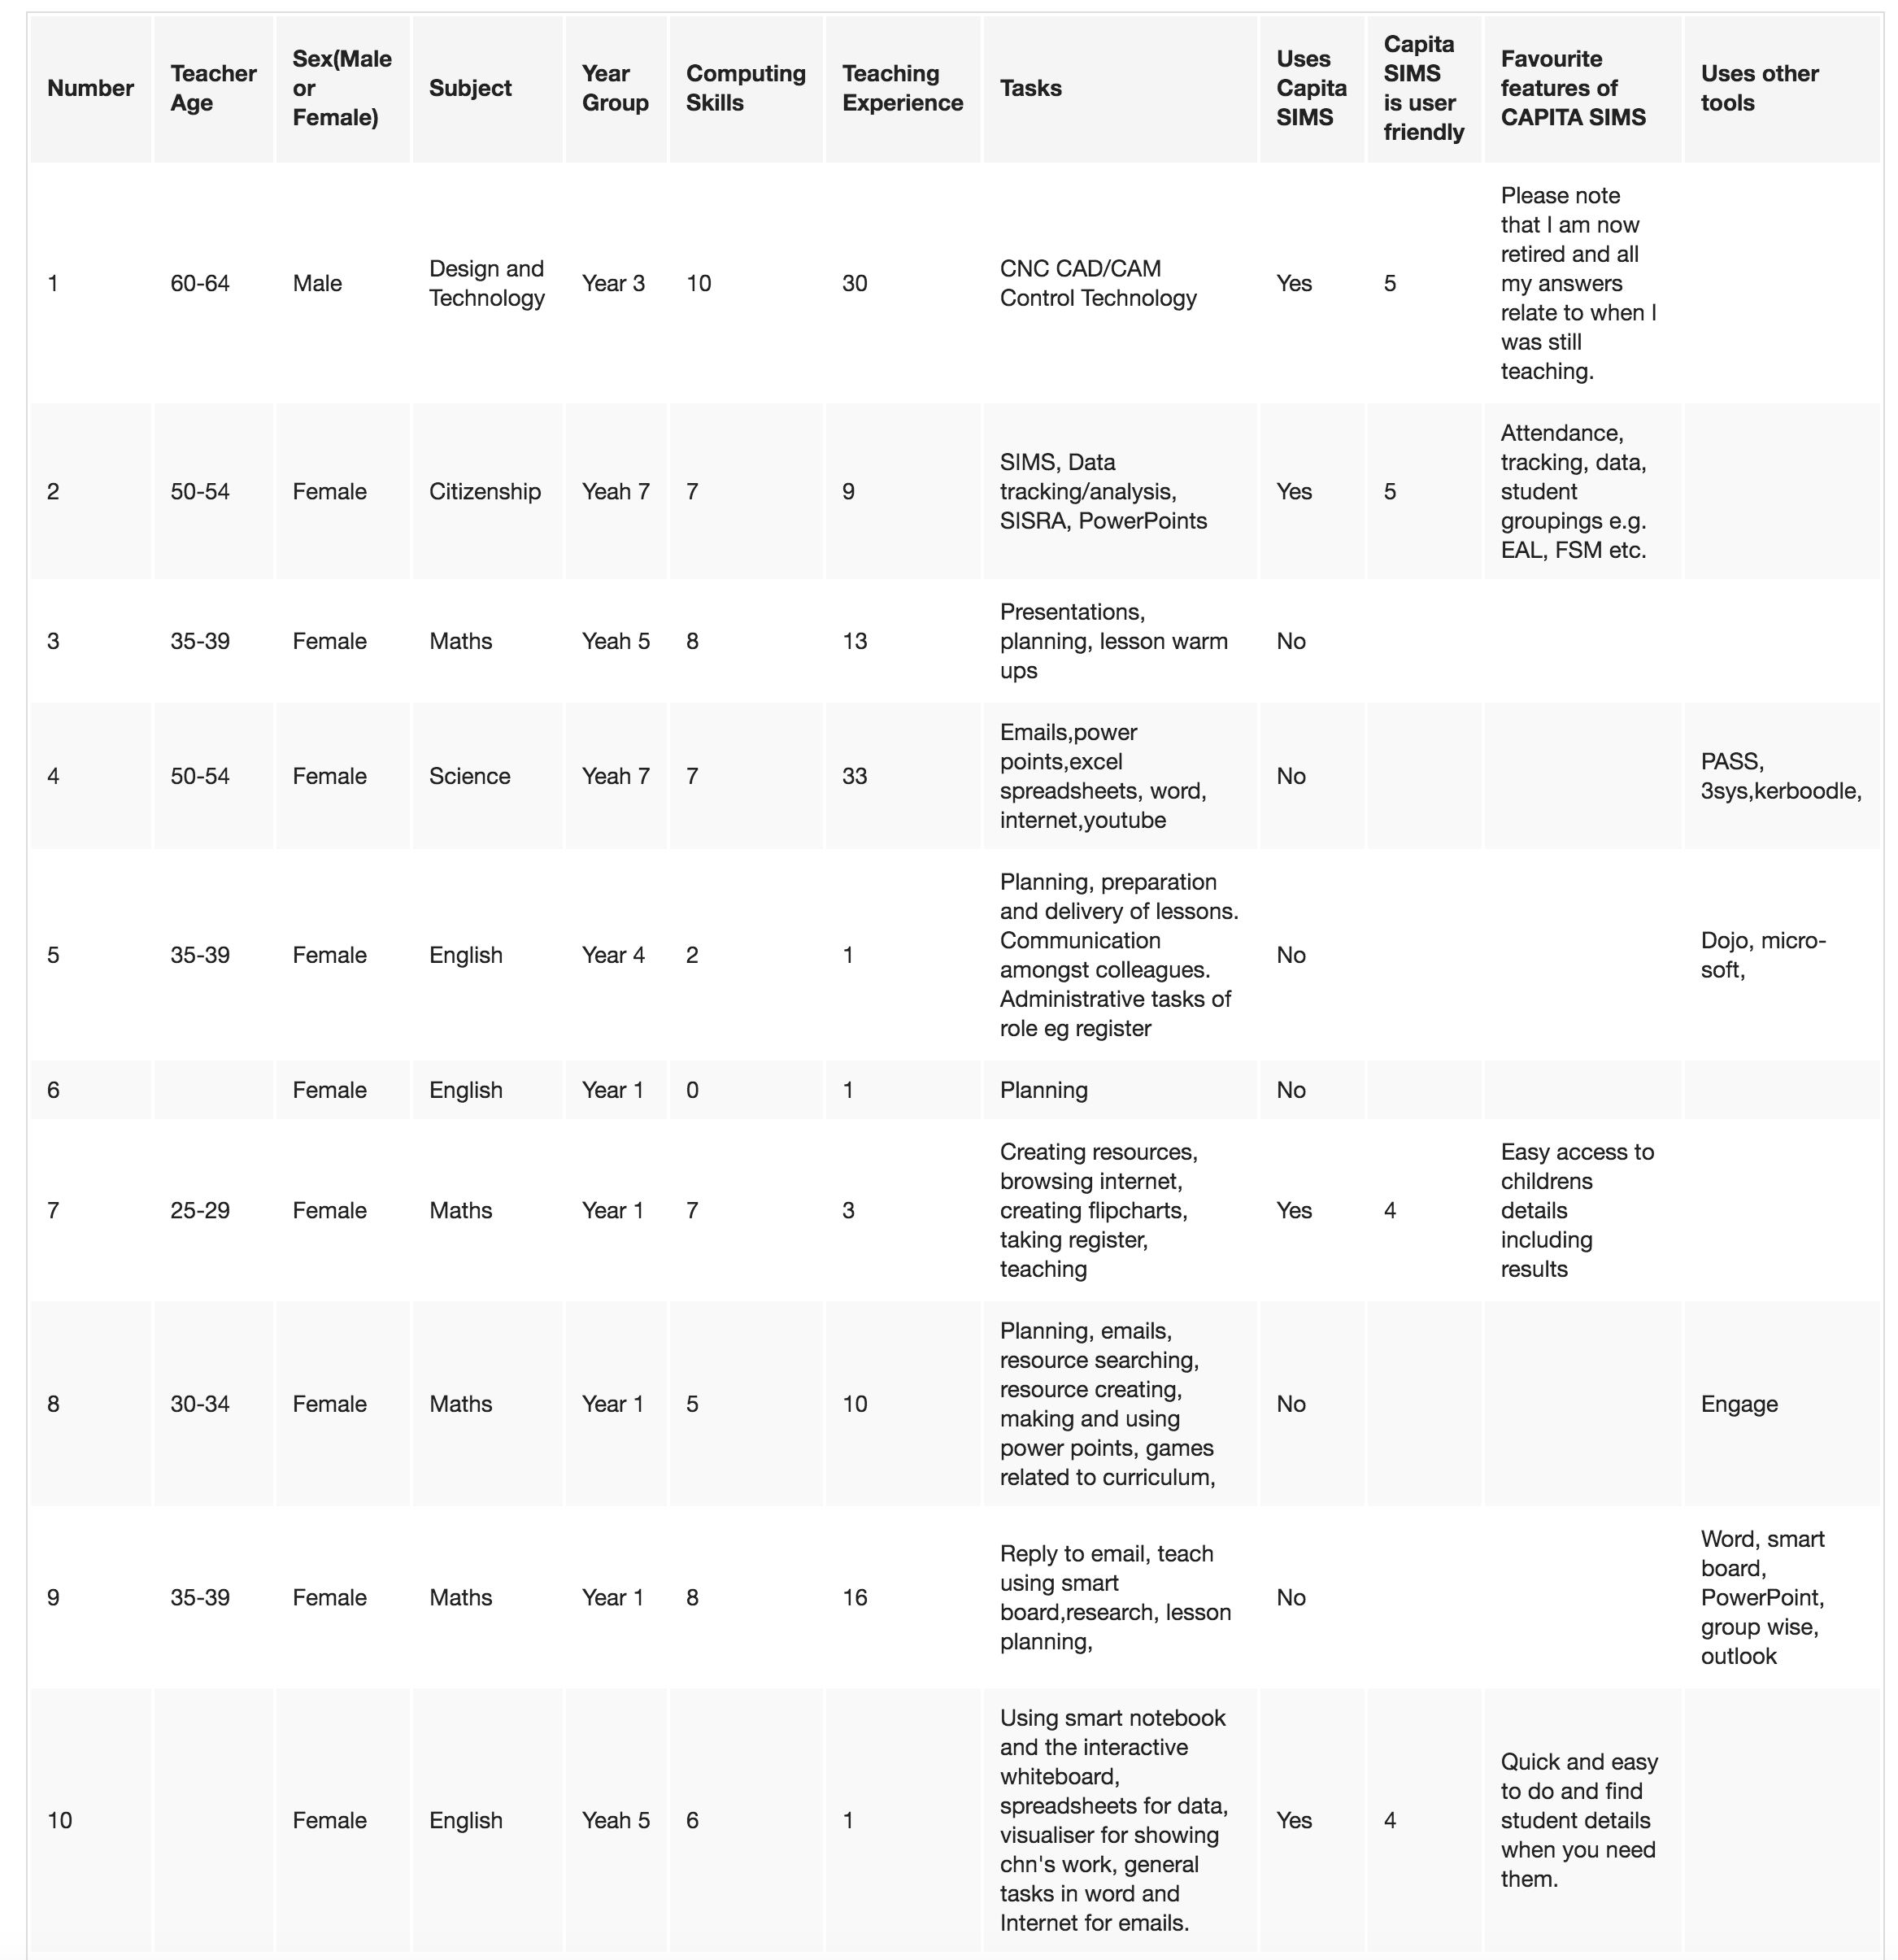 Number Teacher Age Sex(Male or Female) Subject Year Group Computing Skills Teaching Experience Tasks Uses Capita SIMS Capita SIMS is user friendly Favourite features of CAPITA SIMS Uses other tools
1 60-64 Male Design and Technology Year 3 10 30 CNC CAD/CAM Control Technology Yes 5 Please note that I am now retired and all my answers relate to when I was still teaching.
2 50-54 Female Citizenship Yeah 7 7 9 SIMS, Data tracking/analysis, SISRA, PowerPoints Yes 5 Attendance, tracking, data, student groupings e.g. EAL, FSM etc.
3 35-39 Female Maths Yeah 5 8 13 Presentations, planning, lesson warm ups No
4 50-54 Female Science Yeah 7 7 33 Emails,power points,excel spreadsheets, word, internet,youtube No PASS, 3sys,kerboodle,
5 35-39 Female English Year 4 2 1 Planning, preparation and delivery of lessons. Communication amongst colleagues. Administrative tasks of role eg register No Dojo, micro-soft,
6 Female English Year 1 0 1 Planning No
7 25-29 Female Maths Year 1 7 3 Creating resources, browsing internet, creating flipcharts, taking register, teaching Yes 4 Easy access to childrens details including results
8 30-34 Female Maths Year 1 5 10 Planning, emails, resource searching, resource creating, making and using power points, games related to curriculum, No Engage
9 35-39 Female Maths Year 1 8 16 Reply to email, teach using smart board,research, lesson planning, No Word, smart board, PowerPoint, group wise, outlook
10 Female English Yeah 5 6 1 Using smart notebook and the interactive whiteboard, spreadsheets for data, visualiser for showing chn's work, general tasks in word and Internet for emails. Yes 4 Quick and easy to do and find student details when you need them.